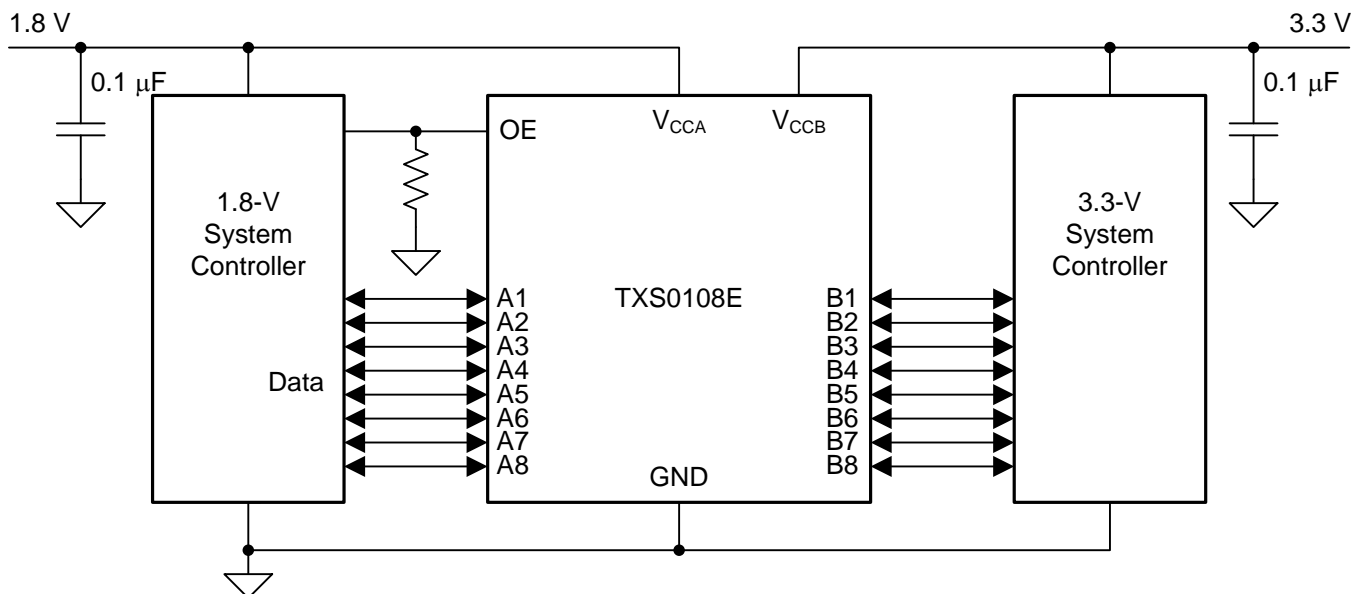 1.8 V
3.3 V
0.1 μF
0.1 μF
OE
VCCA
VCCB
1.8-V
System
Controller
3.3-V
System
Controller
TXS0108E
Data
A1
A2
A3
A4
A5
A6
A7
A8
B1
B2
B3
B4
B5
B6
B7
B8
GND